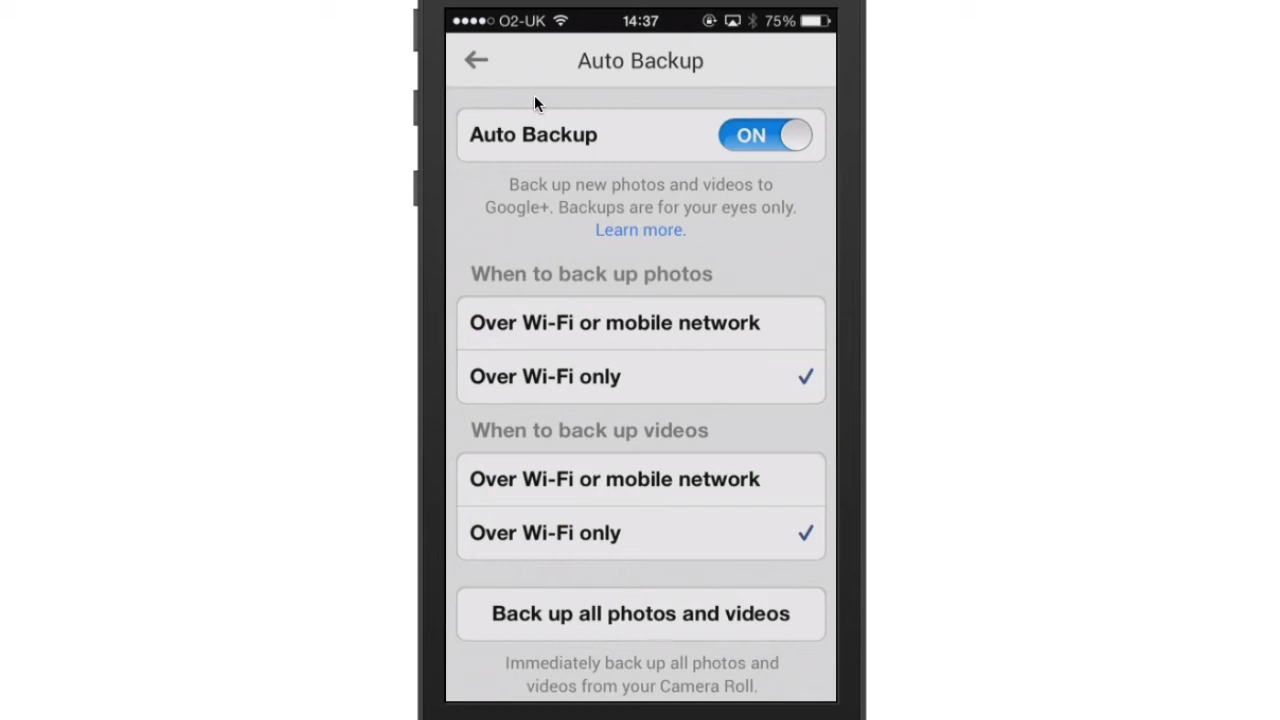 O2-UK 14:37 75%
Auto Backup
Auto Backup ON
Back up new photos and videos to
Google+. Backups are for your eyes only.
Learn more.
When to back up photos
Over Wi-Fi or mobile network
Over Wi-Fi only
When to back up videos
Over Wi-Fi or mobile network
Over Wi-Fi only
Back up all photos and videos
Immediately back up all photos and
videos from your Camera Roll.